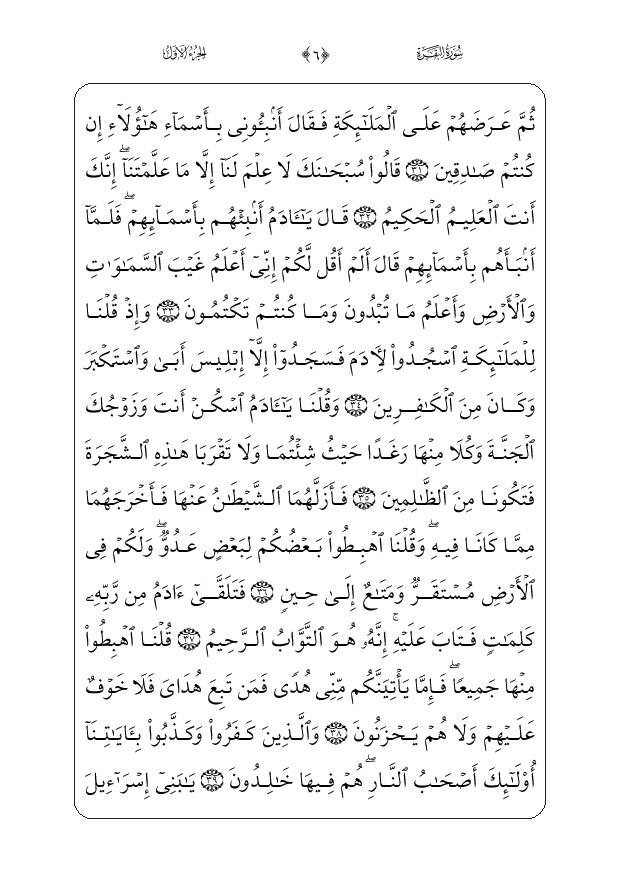 سُورَةُ البَقَرَة ﴿٦﴾ الجزء الأول
ثُمَّ عَرَضَهُمۡ عَلَى ٱلۡمَلَٰٓئِكَةِ فَقَالَ أَنۢبِـُٔونِي بِأَسۡمَآءِ هَٰٓؤُلَآءِ إِن
كُنتُمۡ صَٰدِقِينَ ٣١ قَالُواْ سُبۡحَٰنَكَ لَا عِلۡمَ لَنَآ إِلَّا مَا عَلَّمۡتَنَآۖ إِنَّكَ
أَنتَ ٱلۡعَلِيمُ ٱلۡحَكِيمُ ٣٢ قَالَ يَٰٓـَٔادَمُ أَنۢبِئۡهُم بِأَسۡمَآئِهِمۡۖ فَلَمَّآ
أَنۢبَأَهُم بِأَسۡمَآئِهِمۡ قَالَ أَلَمۡ أَقُل لَّكُمۡ إِنِّيٓ أَعۡلَمُ غَيۡبَ ٱلسَّمَٰوَٰتِ
وَٱلۡأَرۡضِ وَأَعۡلَمُ مَا تُبۡدُونَ وَمَا كُنتُمۡ تَكۡتُمُونَ ٣٣ وَإِذۡ قُلۡنَا
لِلۡمَلَٰٓئِكَةِ ٱسۡجُدُواْ لِأٓدَمَ فَسَجَدُوٓاْ إِلَّآ إِبۡلِيسَ أَبَىٰ وَٱسۡتَكۡبَرَ
وَكَانَ مِنَ ٱلۡكَٰفِرِينَ ٣٤ وَقُلۡنَا يَٰٓـَٔادَمُ ٱسۡكُنۡ أَنتَ وَزَوۡجُكَ
ٱلۡجَنَّةَ وَكُلَا مِنۡهَا رَغَدًا حَيۡثُ شِئۡتُمَا وَلَا تَقۡرَبَا هَٰذِهِ ٱلشَّجَرَةَ
فَتَكُونَا مِنَ ٱلظَّٰلِمِينَ ٣٥ فَأَزَلَّهُمَا ٱلشَّيۡطَٰنُ عَنۡهَا فَأَخۡرَجَهُمَا
مِمَّا كَانَا فِيهِۖ وَقُلۡنَا ٱهۡبِطُواْ بَعۡضُكُمۡ لِبَعۡضٍ عَدُوّٞۖ وَلَكُمۡ فِي
ٱلۡأَرۡضِ مُسۡتَقَرّٞ وَمَتَٰعٌ إِلَىٰ حِينٖ ٣٦ فَتَلَقَّىٰٓ ءَادَمُ مِن رَّبِّهِۦ
كَلِمَٰتٖ فَتَابَ عَلَيۡهِۚ إِنَّهُۥ هُوَ ٱلتَّوَّابُ ٱلرَّحِيمُ ٣٧ قُلۡنَا ٱهۡبِطُواْ
مِنۡهَا جَمِيعٗاۖ فَإِمَّا يَأۡتِيَنَّكُم مِّنِّي هُدٗى فَمَن تَبِعَ هُدَايَ فَلَا خَوۡفٌ
عَلَيۡهِمۡ وَلَا هُمۡ يَحۡزَنُونَ ٣٨ وَٱلَّذِينَ كَفَرُواْ وَكَذَّبُواْ بِـَٔايَٰتِنَآ
أُوْلَٰٓئِكَ أَصۡحَٰبُ ٱلنَّارِۖ هُمۡ فِيهَا خَٰلِدُونَ ٣٩ يَٰبَنِيٓ إِسۡرَٰٓءِيلَ